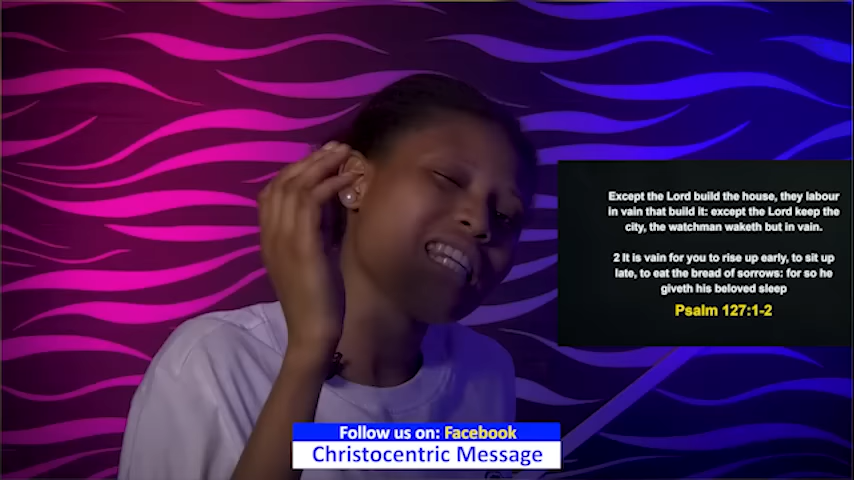 Except the Lord build the house, they labour
in vain that build it: except the Lord keep the
city, the watchman waketh but in vain.
2 It is vain for you to rise up early, to sit up
late, to eat the bread of sorrows: for so he
giveth his beloved sleep
Psalm 127:1-2
Follow us on: Facebook
Christocentric Message